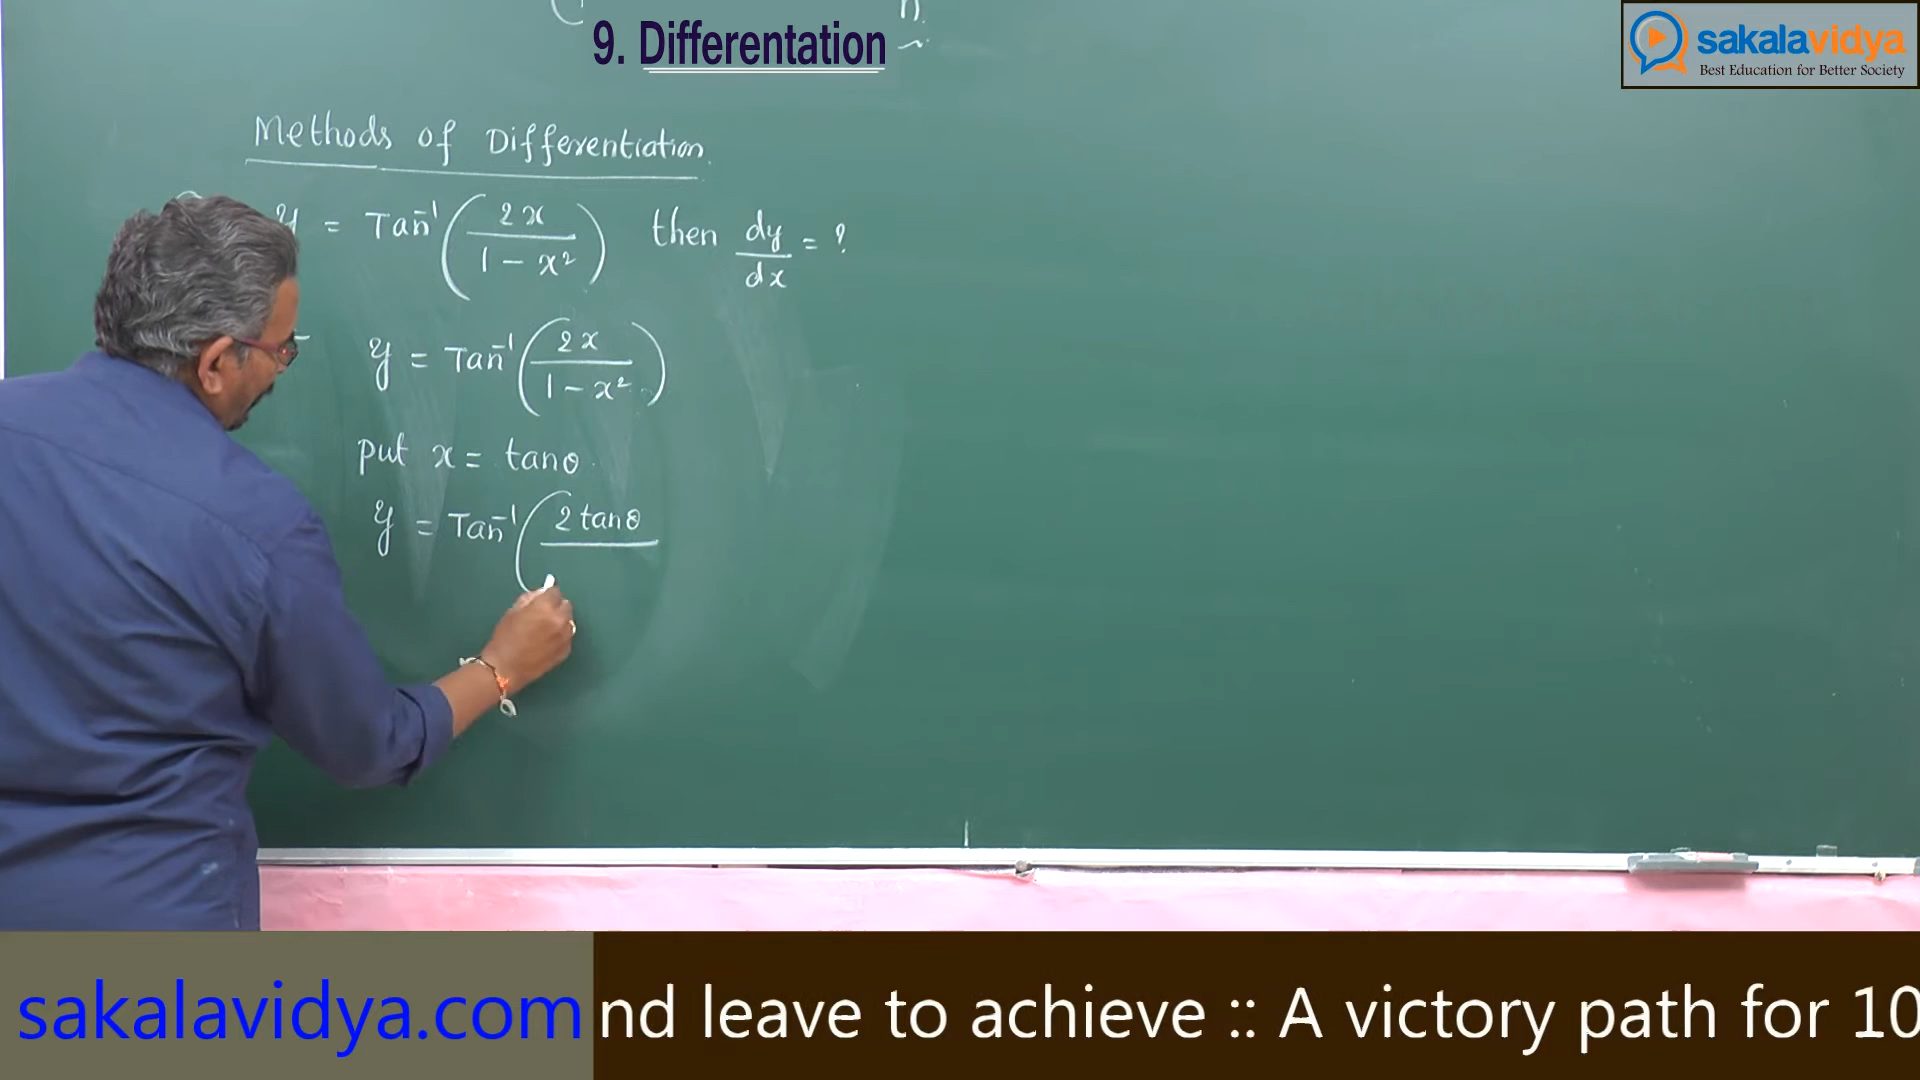 9. Differentation
sakalavidya
Best Education for Better Society
Methods of Differentiation
y = Tan⁻¹(2x / 1 - x²) then dy/dx = ?
y = Tan⁻¹(2x / 1 - x²)
put x = tanθ
y = Tan⁻¹(2 tanθ
sakalavidya.com nd leave to achieve :: A victory path for 10